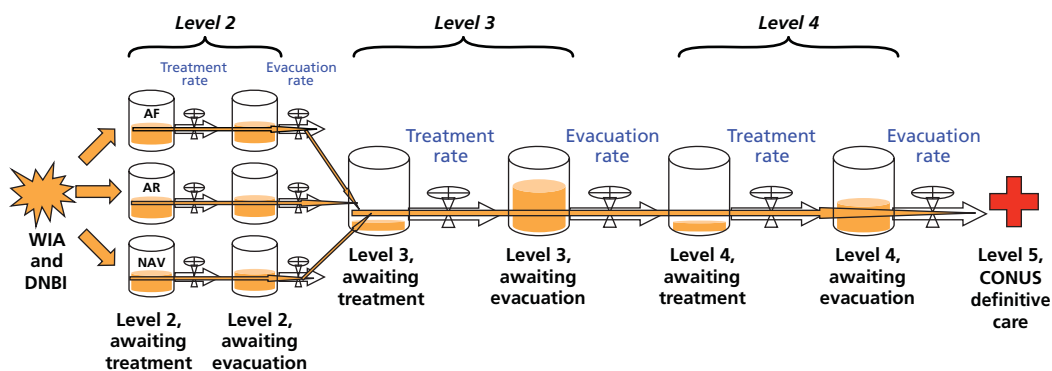 Level 2
Level 3
Level 4
Treatment
rate
Evacuation
rate
AF
AR
NAV
WIA
and
DNBI
Treatment
rate
Evacuation
rate
Treatment
rate
Evacuation
rate
Level 2,
awaiting
treatment
Level 2,
awaiting
evacuation
Level 3,
awaiting
treatment
Level 3,
awaiting
evacuation
Level 4,
awaiting
treatment
Level 4,
awaiting
evacuation
Level 5,
CONUS
definitive
care